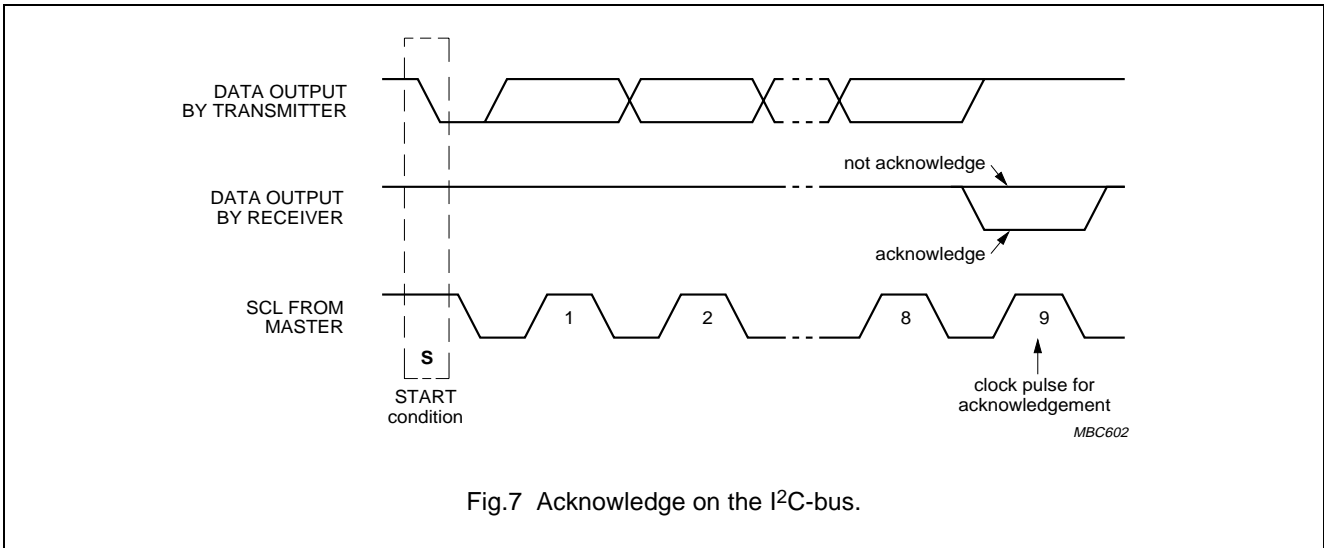 DATA OUTPUT
BY TRANSMITTER
not acknowledge
DATA OUTPUT
BY RECEIVER
acknowledge
SCL FROM
MASTER
1
2
8
9
S
START
condition
clock pulse for
acknowledgement
MBC602
Fig.7 Acknowledge on the I²C-bus.